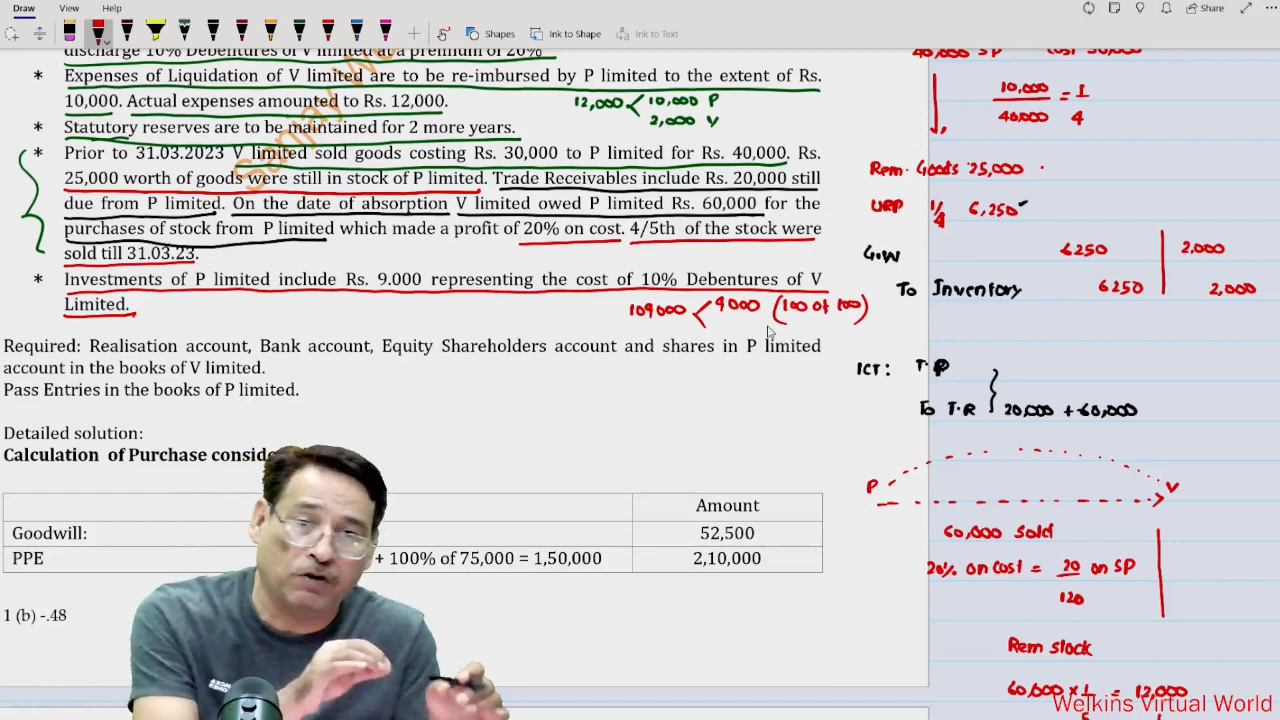 Draw View Help
Share
Shapes Ink to Shape Ink to Text
discharge 10% Debentures of V limited at a premium of 20%
* Expenses of Liquidation of V limited are to be re-imbursed by P limited to the extent of Rs.
10,000. Actual expenses amounted to Rs. 12,000.
12,000 < 10,000 P
2,000 V
* Statutory reserves are to be maintained for 2 more years.
* Prior to 31.03.2023 V limited sold goods costing Rs. 30,000 to P limited for Rs. 40,000. Rs.
25,000 worth of goods were still in stock of P limited. Trade Receivables include Rs. 20,000 still
due from P limited. On the date of absorption V limited owed P limited Rs. 60,000 for the
purchases of stock from P limited which made a profit of 20% on cost. 4/5th of the stock were
sold till 31.03.23.
* Investments of P limited include Rs. 9.000 representing the cost of 10% Debentures of V
Limited.
109000 < 9000 (100 of 100)
Required: Realisation account, Bank account, Equity Shareholders account and shares in P limited
account in the books of V limited.
Pass Entries in the books of P limited.
Detailed solution:
Calculation of Purchase consid
Amount
Goodwill: 52,500
PPE + 100% of 75,000 = 1,50,000 2,10,000
1 (b) -.48
40,000 SP Cost 30,000
10,000 = 1
40,000 4
Rem. Goods 25,000
URP 1/4 6,250
G.W 6250 2,000
To Inventory 6250 2,000
ICT: T.P
To T.R } 20,000 + 60,000
P V
60,000 sold
20% on Cost = 20 on SP
120
Rem stock
60,000 x 1 = 12,000
5
Welkins Virtual World